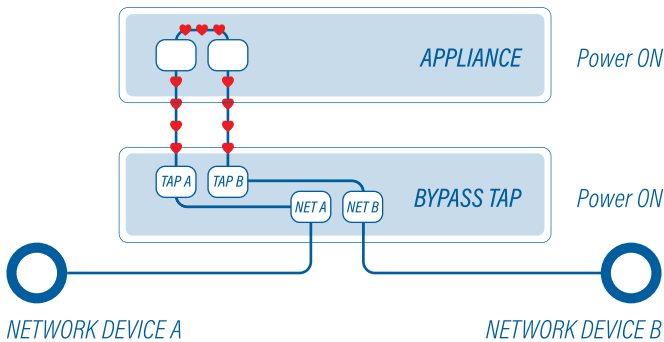 APPLIANCE
Power ON
TAP A
TAP B
NET A
NET B
BYPASS TAP
Power ON
NETWORK DEVICE A
NETWORK DEVICE B